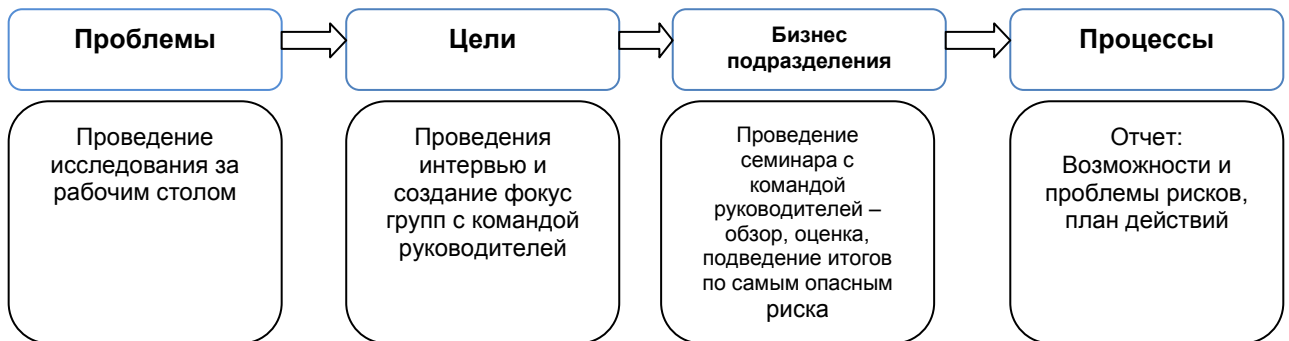 Проблемы
Цели
Бизнес
подразделения
Процессы
Проведение
исследования за
рабочим столом
Проведения
интервью и
создание фокус
групп с командой
руководителей
Проведение
семинара с
командой
руководителей –
обзор, оценка,
подведение итогов
по самым опасным
риска
Отчет:
Возможности и
проблемы рисков,
план действий